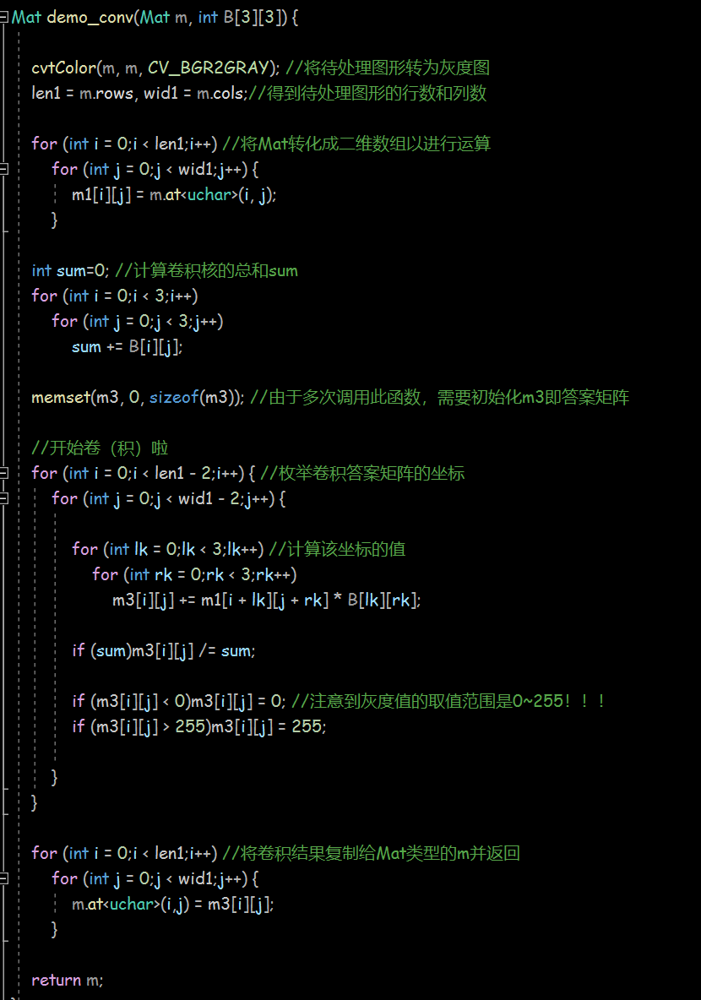 Mat demo_conv(Mat m, int B[3][3]) {
cvtColor(m, m, CV_BGR2GRAY); //将待处理图形转为灰度图
len1 = m.rows, wid1 = m.cols;//得到待处理图形的行数和列数
for (int i = 0;i < len1;i++) //将Mat转化成二维数组以进行运算
for (int j = 0;j < wid1;j++) {
m1[i][j] = m.at<uchar>(i, j);
}
int sum=0; //计算卷积核的总和sum
for (int i = 0;i < 3;i++)
for (int j = 0;j < 3;j++)
sum += B[i][j];
memset(m3, 0, sizeof(m3)); //由于多次调用此函数，需要初始化m3即答案矩阵
//开始卷（积）啦
for (int i = 0;i < len1 - 2;i++) { //枚举卷积答案矩阵的坐标
for (int j = 0;j < wid1 - 2;j++) {
for (int lk = 0;lk < 3;lk++) //计算该坐标的值
for (int rk = 0;rk < 3;rk++)
m3[i][j] += m1[i + lk][j + rk] * B[lk][rk];
if (sum)m3[i][j] /= sum;
if (m3[i][j] < 0)m3[i][j] = 0; //注意到灰度值的取值范围是0~255！！！
if (m3[i][j] > 255)m3[i][j] = 255;
}
}
for (int i = 0;i < len1;i++) //将卷积结果复制给Mat类型的m并返回
for (int j = 0;j < wid1;j++) {
m.at<uchar>(i,j) = m3[i][j];
}
return m;